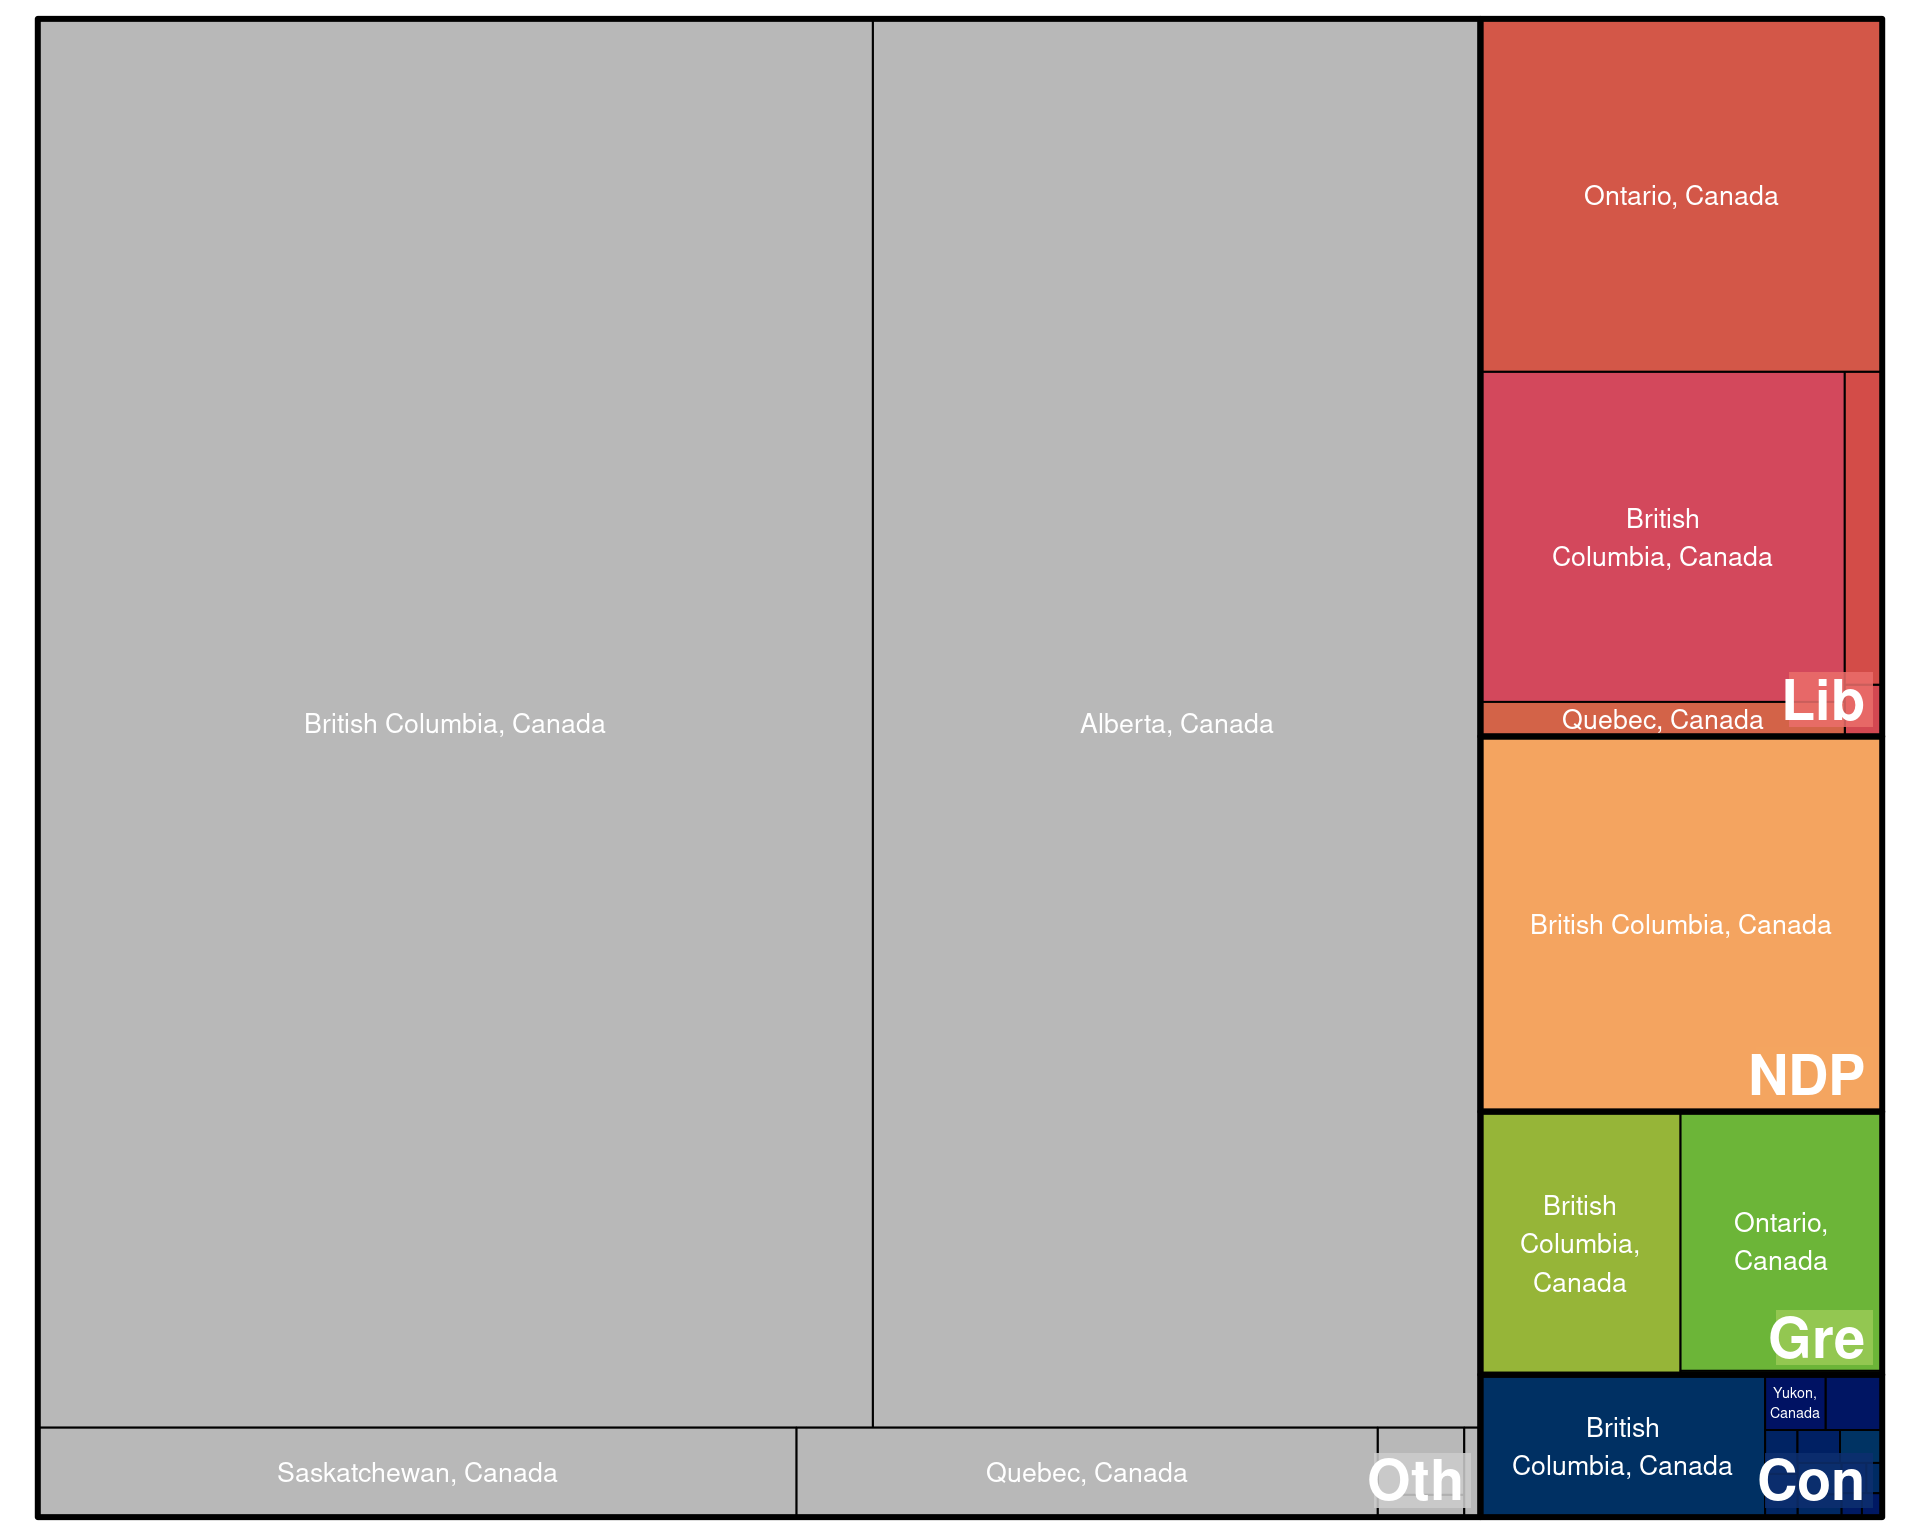 British Columbia, Canada
Alberta, Canada
Saskatchewan, Canada
Quebec, Canada
Oth
Ontario, Canada
British
Columbia, Canada
Quebec, Canada
Lib
British Columbia, Canada
NDP
British
Columbia,
Canada
Ontario,
Canada
Gre
British
Columbia, Canada
Yukon,
Canada
Con